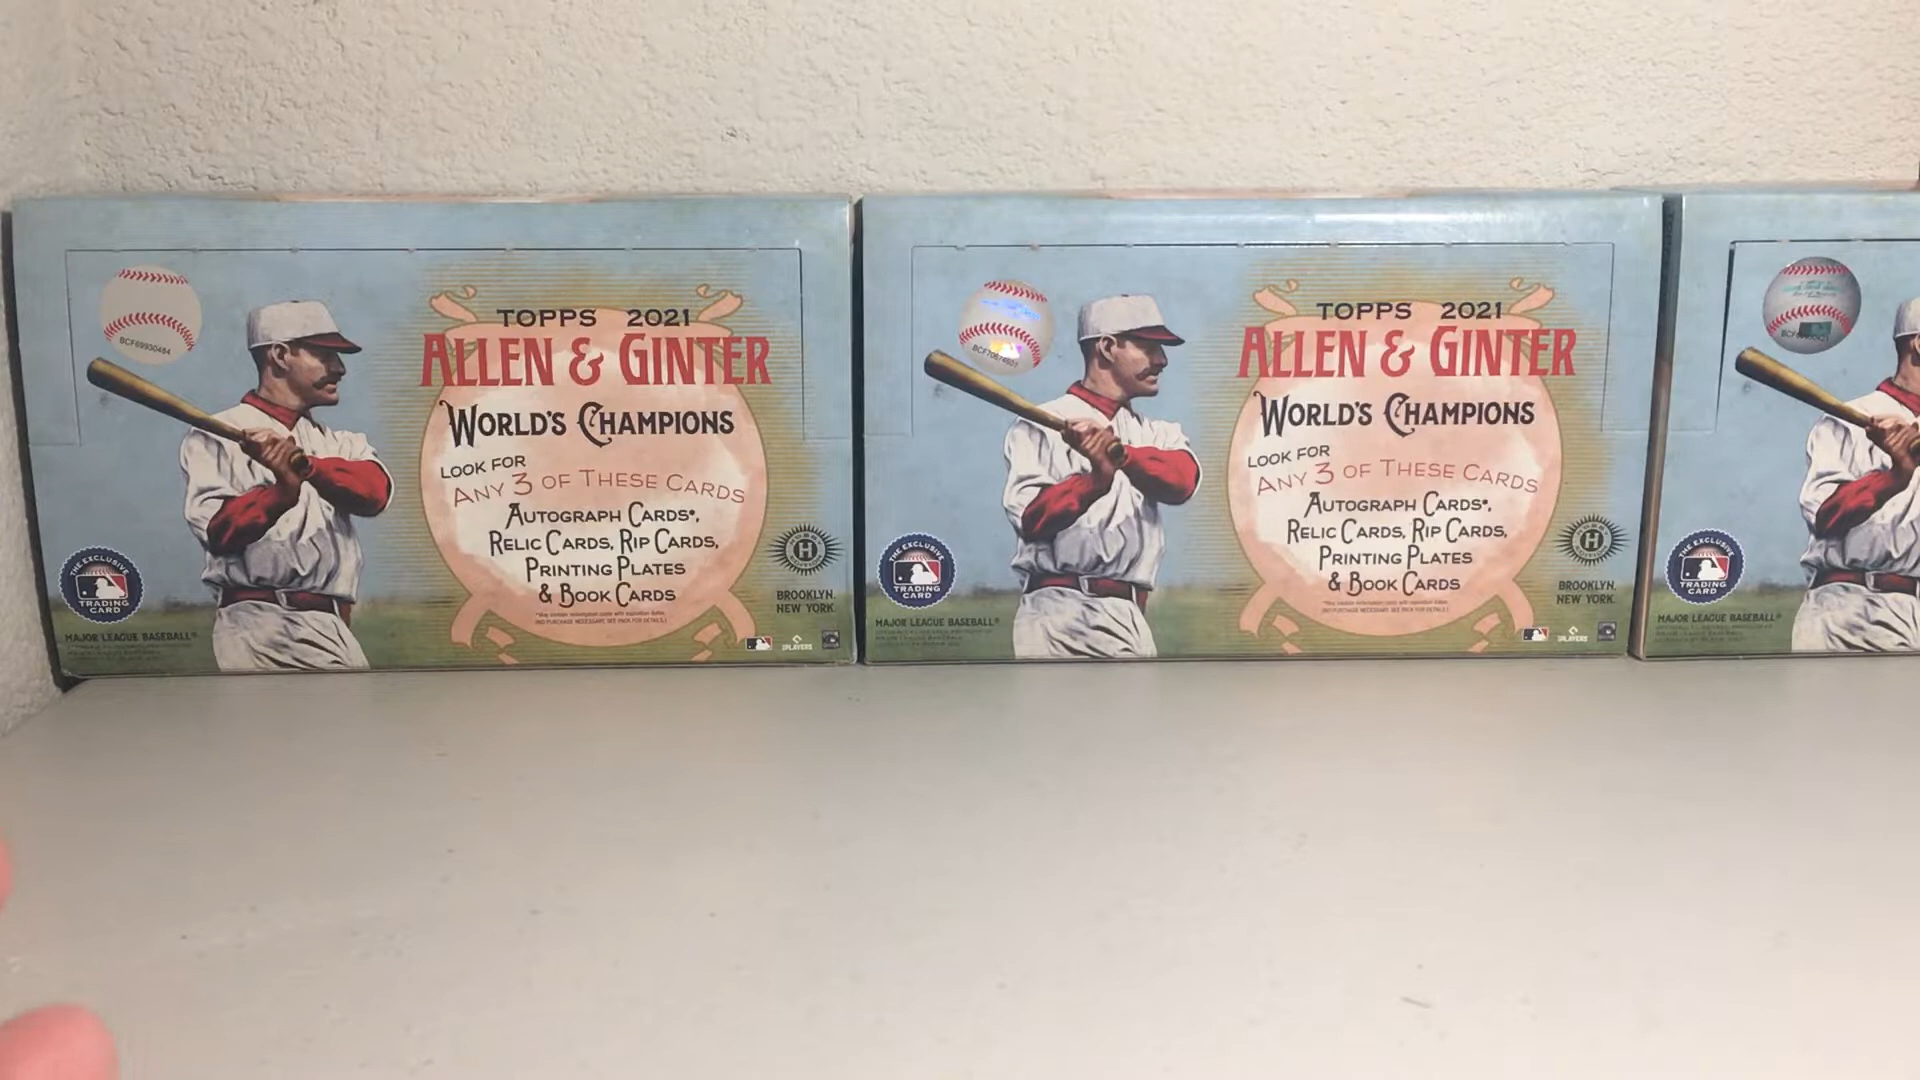 BCF69930484
TOPPS 2021
ALLEN & GINTER
WORLD'S CHAMPIONS
LOOK FOR
ANY 3 OF THESE CARDS
AUTOGRAPH CARDS*,
RELIC CARDS, RIP CARDS,
PRINTING PLATES
& BOOK CARDS
THE EXCLUSIVE
TRADING
CARD
MAJOR LEAGUE BASEBALL®
H
BROOKLYN,
NEW YORK.
TOPPS 2021
ALLEN & GINTER
WORLD'S CHAMPIONS
LOOK FOR
ANY 3 OF THESE CARDS
AUTOGRAPH CARDS*,
RELIC CARDS, RIP CARDS,
PRINTING PLATES
& BOOK CARDS
THE EXCLUSIVE
TRADING
CARD
MAJOR LEAGUE BASEBALL®
H
BROOKLYN,
NEW YORK.
THE EXCLUSIVE
TRADING
CARD
MAJOR LEAGUE BASEBALL®